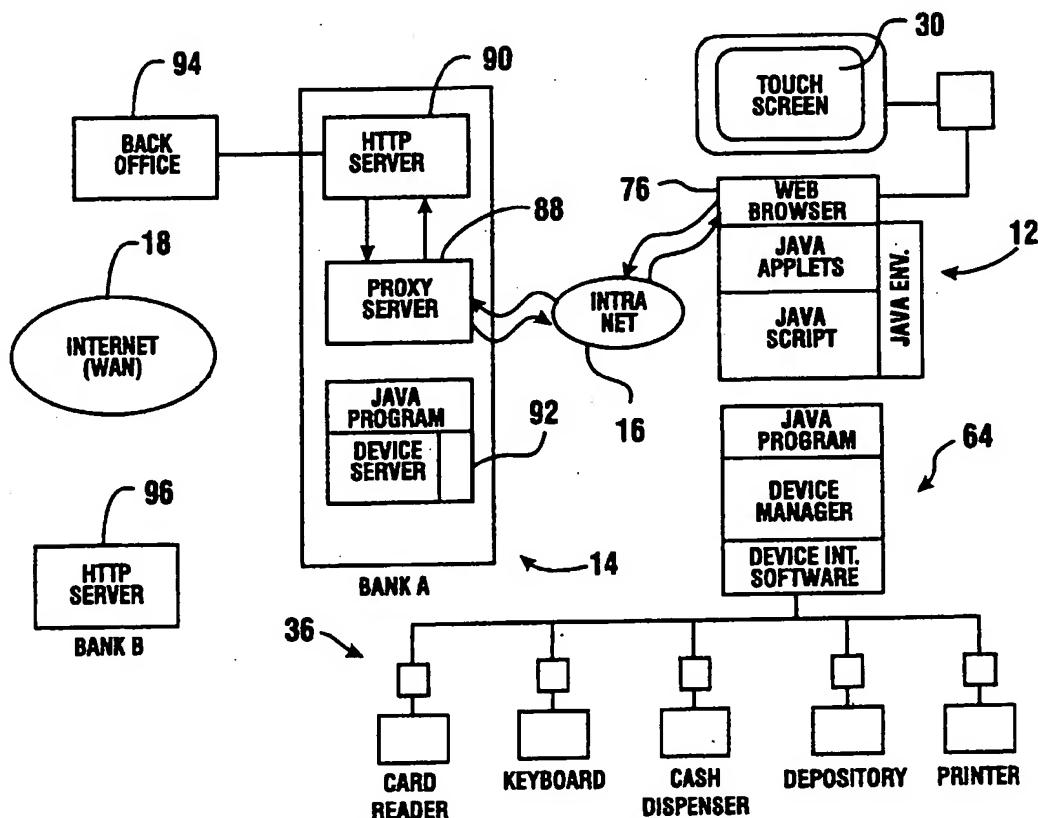 94
90
30
BACK
OFFICE
HTTP
SERVER
TOUCH
SCREEN
76
WEB
BROWSER
18
88
12
INTERNET
(WAN)
PROXY
SERVER
INTRA
NET
JAVA
APPLETS
JAVA
SCRIPT
JAVA ENV.
JAVA
PROGRAM
DEVICE
SERVER
92
16
JAVA
PROGRAM
64
DEVICE
MANAGER
DEVICE INT.
SOFTWARE
96
HTTP
SERVER
BANK B
BANK A
14
36
CARD
READER
KEYBOARD
CASH
DISPENSER
DEPOSITORY
PRINTER